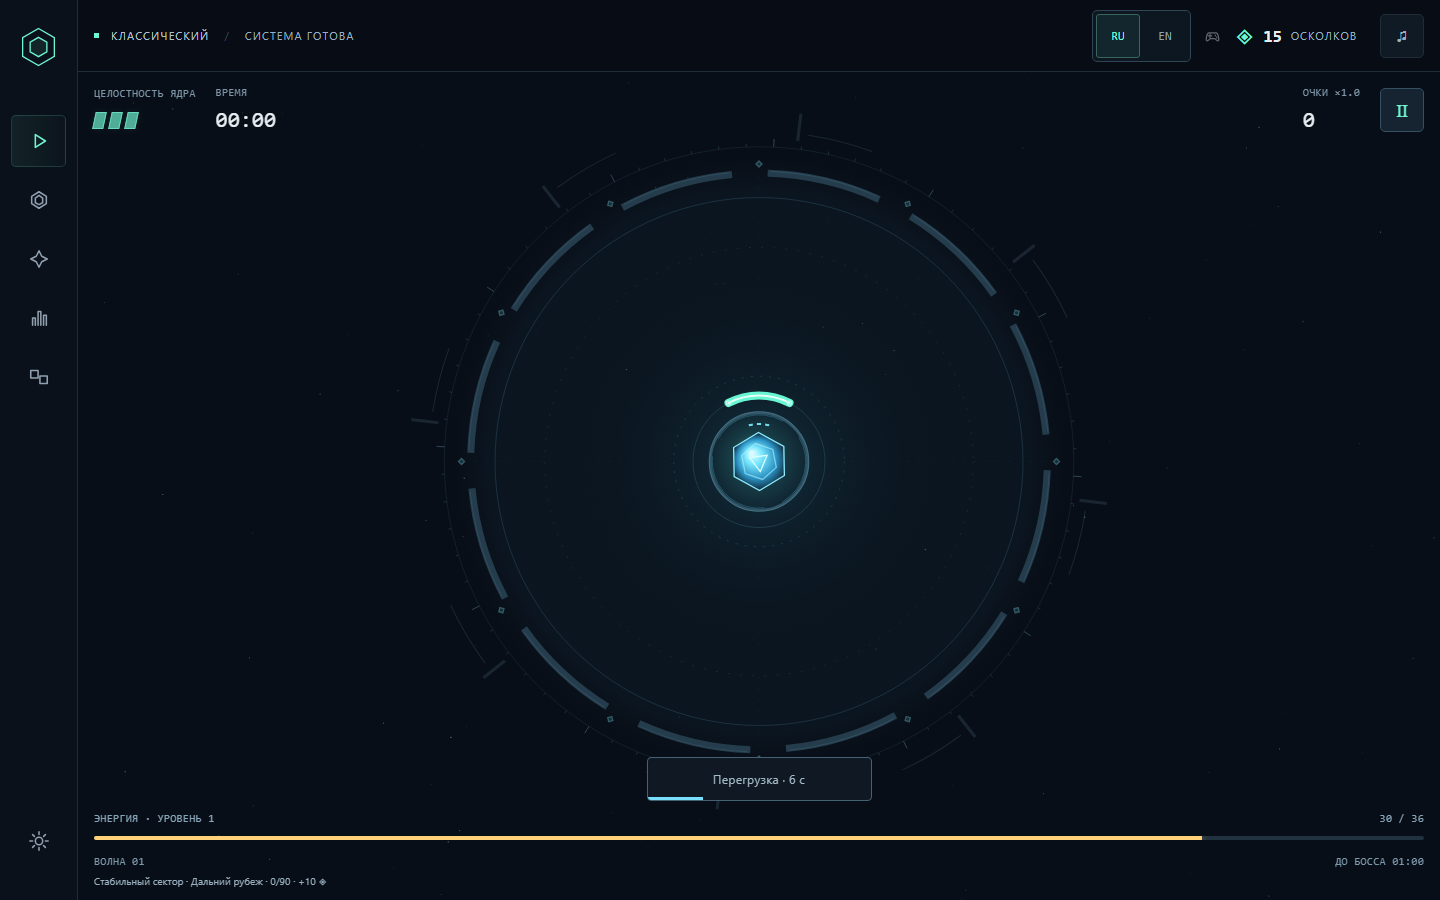 КЛАССИЧЕСКИЙ / СИСТЕМА ГОТОВА
RU EN
15 ОСКОЛКОВ
ЦЕЛОСТНОСТЬ ЯДРА
ВРЕМЯ
00:00
ОЧКИ ×1.0
0
Перегрузка · 6 с
ЭНЕРГИЯ · УРОВЕНЬ 1
30 / 36
ВОЛНА 01
ДО БОССА 01:00
Стабильный сектор · Дальний рубеж · 0/90 · +10 ◈